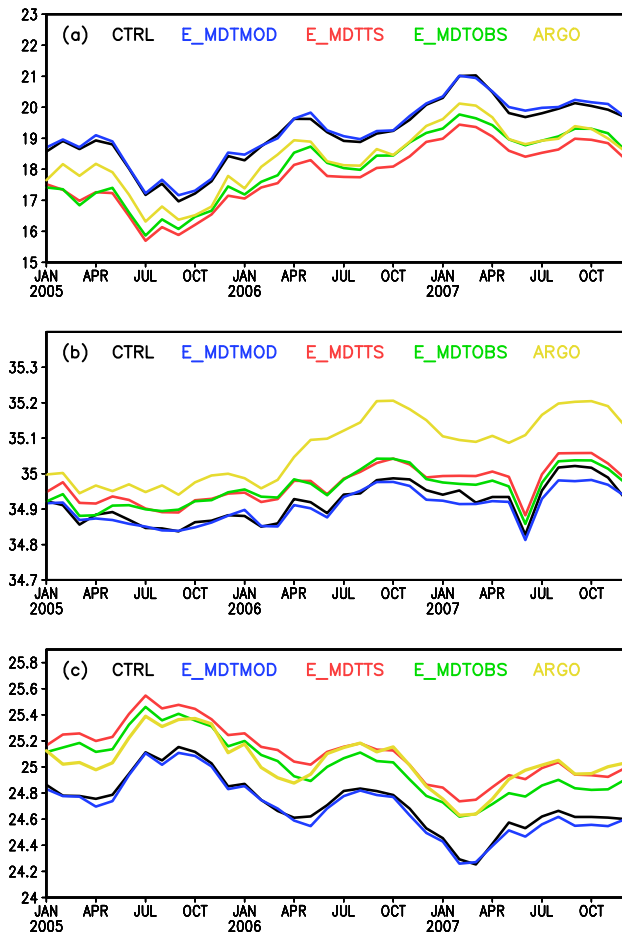 (a) CTRL E_MDTMOD E_MDTTS E_MDTOBS ARGO
23
22
21
20
19
18
17
16
15
JAN APR JUL OCT JAN APR JUL OCT JAN APR JUL OCT
2005 2006 2007
(b) CTRL E_MDTMOD E_MDTTS E_MDTOBS ARGO
35.3
35.2
35.1
35
34.9
34.8
34.7
JAN APR JUL OCT JAN APR JUL OCT JAN APR JUL OCT
2005 2006 2007
(c) CTRL E_MDTMOD E_MDTTS E_MDTOBS ARGO
25.8
25.6
25.4
25.2
25
24.8
24.6
24.4
24.2
24
JAN APR JUL OCT JAN APR JUL OCT JAN APR JUL OCT
2005 2006 2007